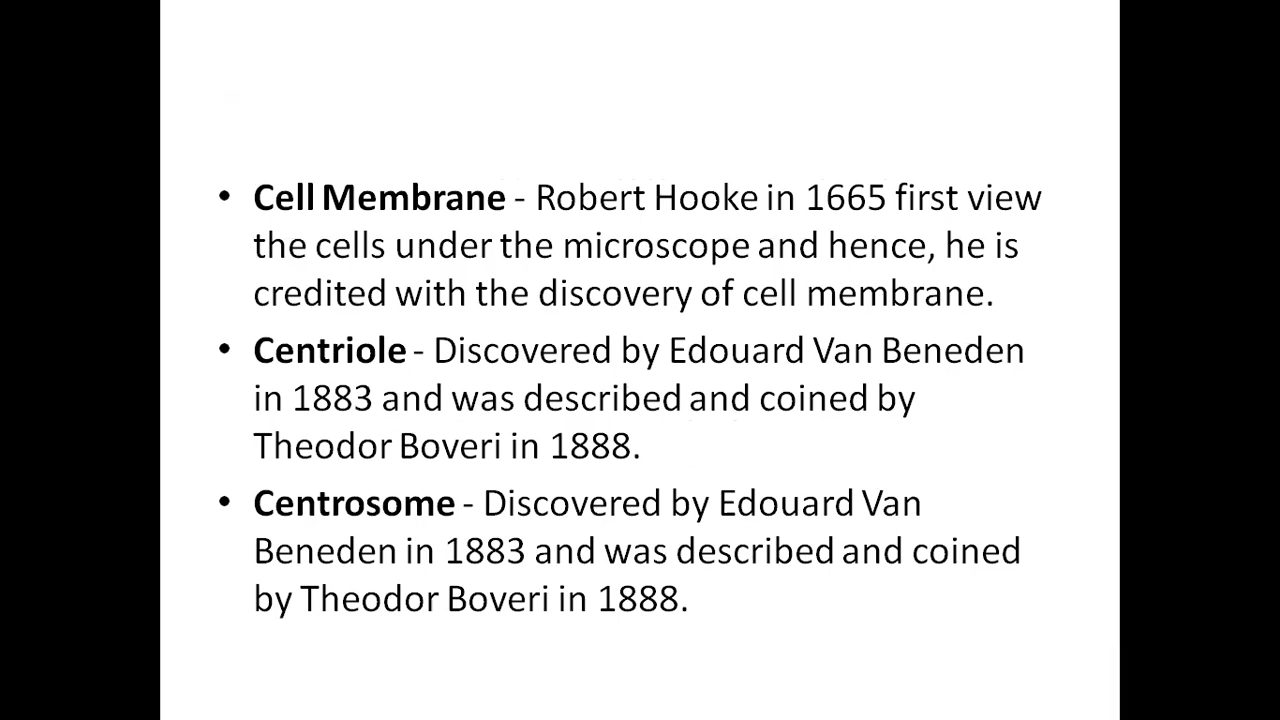 • Cell Membrane - Robert Hooke in 1665 first view
the cells under the microscope and hence, he is
credited with the discovery of cell membrane.
• Centriole - Discovered by Edouard Van Beneden
in 1883 and was described and coined by
Theodor Boveri in 1888.
• Centrosome - Discovered by Edouard Van
Beneden in 1883 and was described and coined
by Theodor Boveri in 1888.